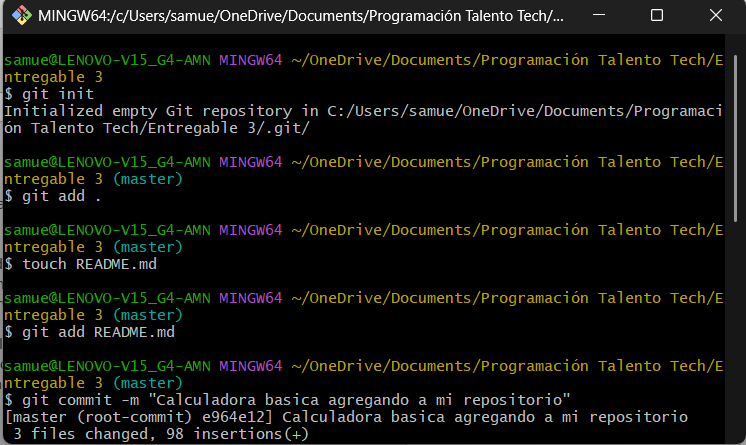 MINGW64:/c/Users/samue/OneDrive/Documents/Programación Talento Tech/...
samue@LENOVO-V15_G4-AMN MINGW64 ~/OneDrive/Documents/Programación Talento Tech/E
ntregable 3
$ git init
Initialized empty Git repository in C:/Users/samue/OneDrive/Documents/Programaci
ón Talento Tech/Entregable 3/.git/
samue@LENOVO-V15_G4-AMN MINGW64 ~/OneDrive/Documents/Programación Talento Tech/E
ntregable 3 (master)
$ git add .
samue@LENOVO-V15_G4-AMN MINGW64 ~/OneDrive/Documents/Programación Talento Tech/E
ntregable 3 (master)
$ touch README.md
samue@LENOVO-V15_G4-AMN MINGW64 ~/OneDrive/Documents/Programación Talento Tech/E
ntregable 3 (master)
$ git add README.md
samue@LENOVO-V15_G4-AMN MINGW64 ~/OneDrive/Documents/Programación Talento Tech/E
ntregable 3 (master)
$ git commit -m "Calculadora basica agregando a mi repositorio"
[master (root-commit) e964e12] Calculadora basica agregando a mi repositorio
 3 files changed, 98 insertions(+)